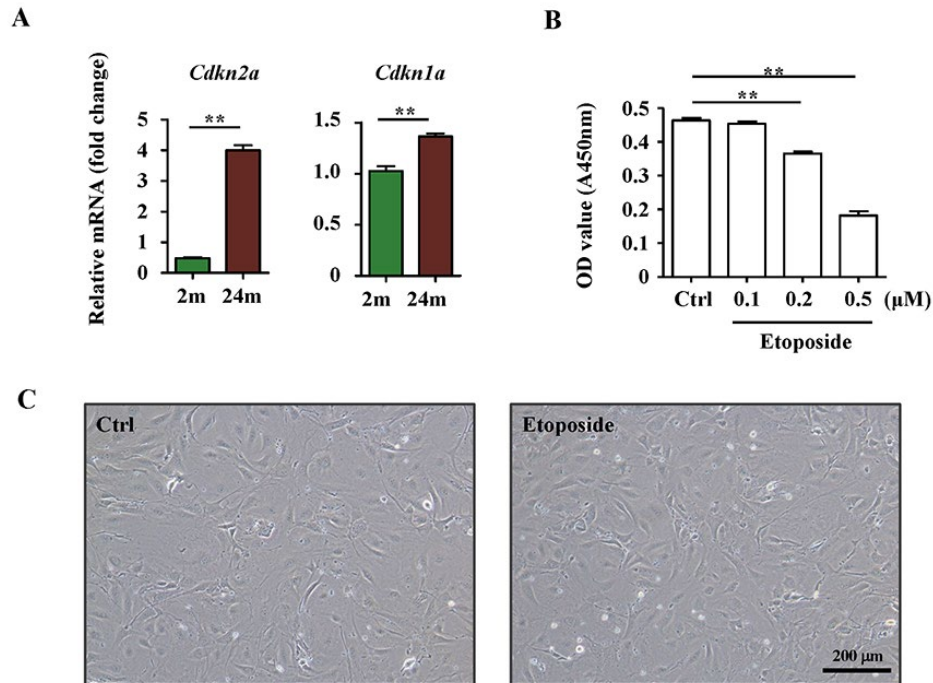 A
Relative mRNA (fold change)
Cdkn2a
**
5
4
3
2
1
0
2m 24m
Cdkn1a
**
1.5
1.0
0.5
0
2m 24m
B
OD value (A450nm)
**
**
0.5
0.4
0.3
0.2
0.1
0
Ctrl 0.1 0.2 0.5 (μM)
Etoposide
C
Ctrl
Etoposide
200 μm